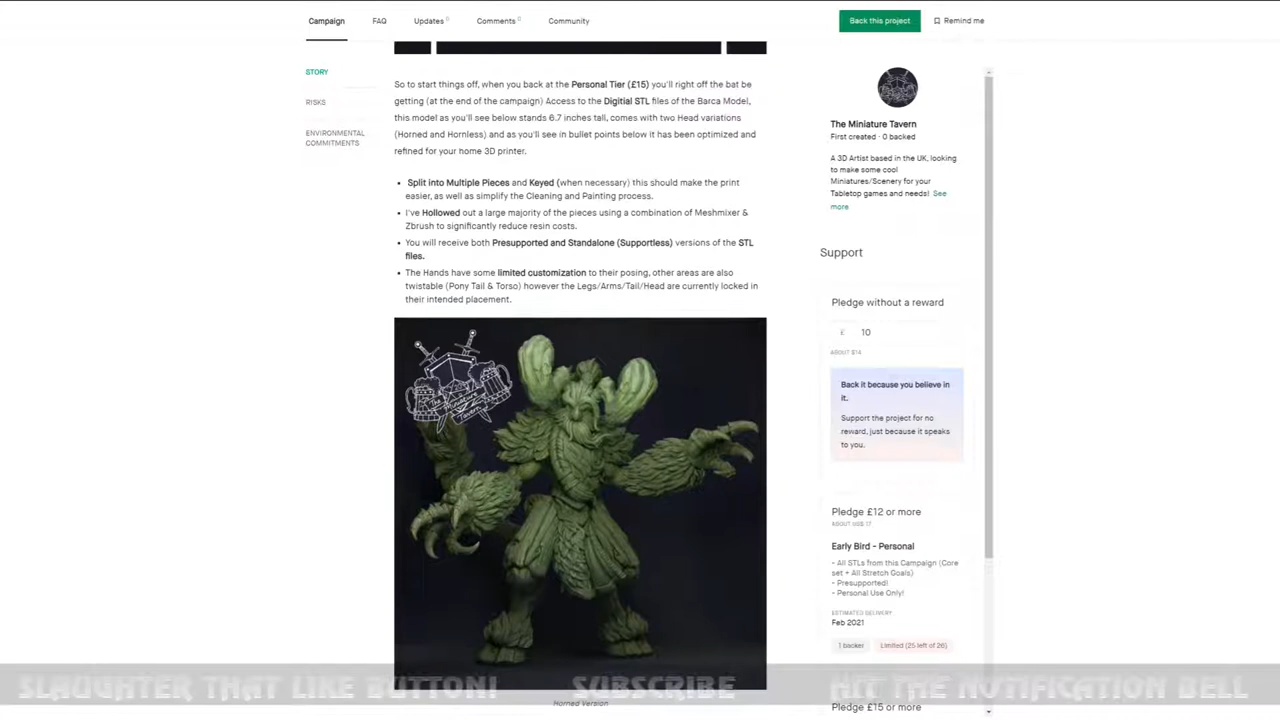 Campaign
FAQ
Updates 0
Comments 0
Community
Back this project
Remind me
STORY
RISKS
ENVIRONMENTAL
COMMITMENTS
So to start things off, when you back at the Personal Tier (£15) you'll right off the bat be
getting (at the end of the campaign) Access to the Digitial STL files of the Barca Model,
this model as you'll see below stands 6.7 inches tall, comes with two Head variations
(Horned and Hornless) and as you'll see in bullet points below it has been optimized and
refined for your home 3D printer.
• Split into Multiple Pieces and Keyed (when necessary) this should make the print
easier, as well as simplify the Cleaning and Painting process.
• I've Hollowed out a large majority of the pieces using a combination of Meshmixer &
Zbrush to significantly reduce resin costs.
• You will receive both Presupported and Standalone (Supportless) versions of the STL
files.
• The Hands have some limited customization to their posing, other areas are also
twistable (Pony Tail & Torso) however the Legs/Arms/Tail/Head are currently locked in
their intended placement.
The
Miniature
Tavern
Horned Version
The Miniature Tavern
First created · 0 backed
A 3D Artist based in the UK, looking
to make some cool
Miniatures/Scenery for your
Tabletop games and needs! See
more
Support
Pledge without a reward
£ 10
ABOUT $14
Back it because you believe in
it.
Support the project for no
reward, just because it speaks
to you.
Pledge £12 or more
ABOUT US$ 17
Early Bird - Personal
- All STLs from this Campaign (Core
set + All Stretch Goals)
- Presupported!
- Personal Use Only!
ESTIMATED DELIVERY
Feb 2021
1 backer
Limited (25 left of 26)
Pledge £15 or more
SLAUGHTER THAT LIKE BUTTON!
SUBSCRIBE
HIT THE NOTIFICATION BELL